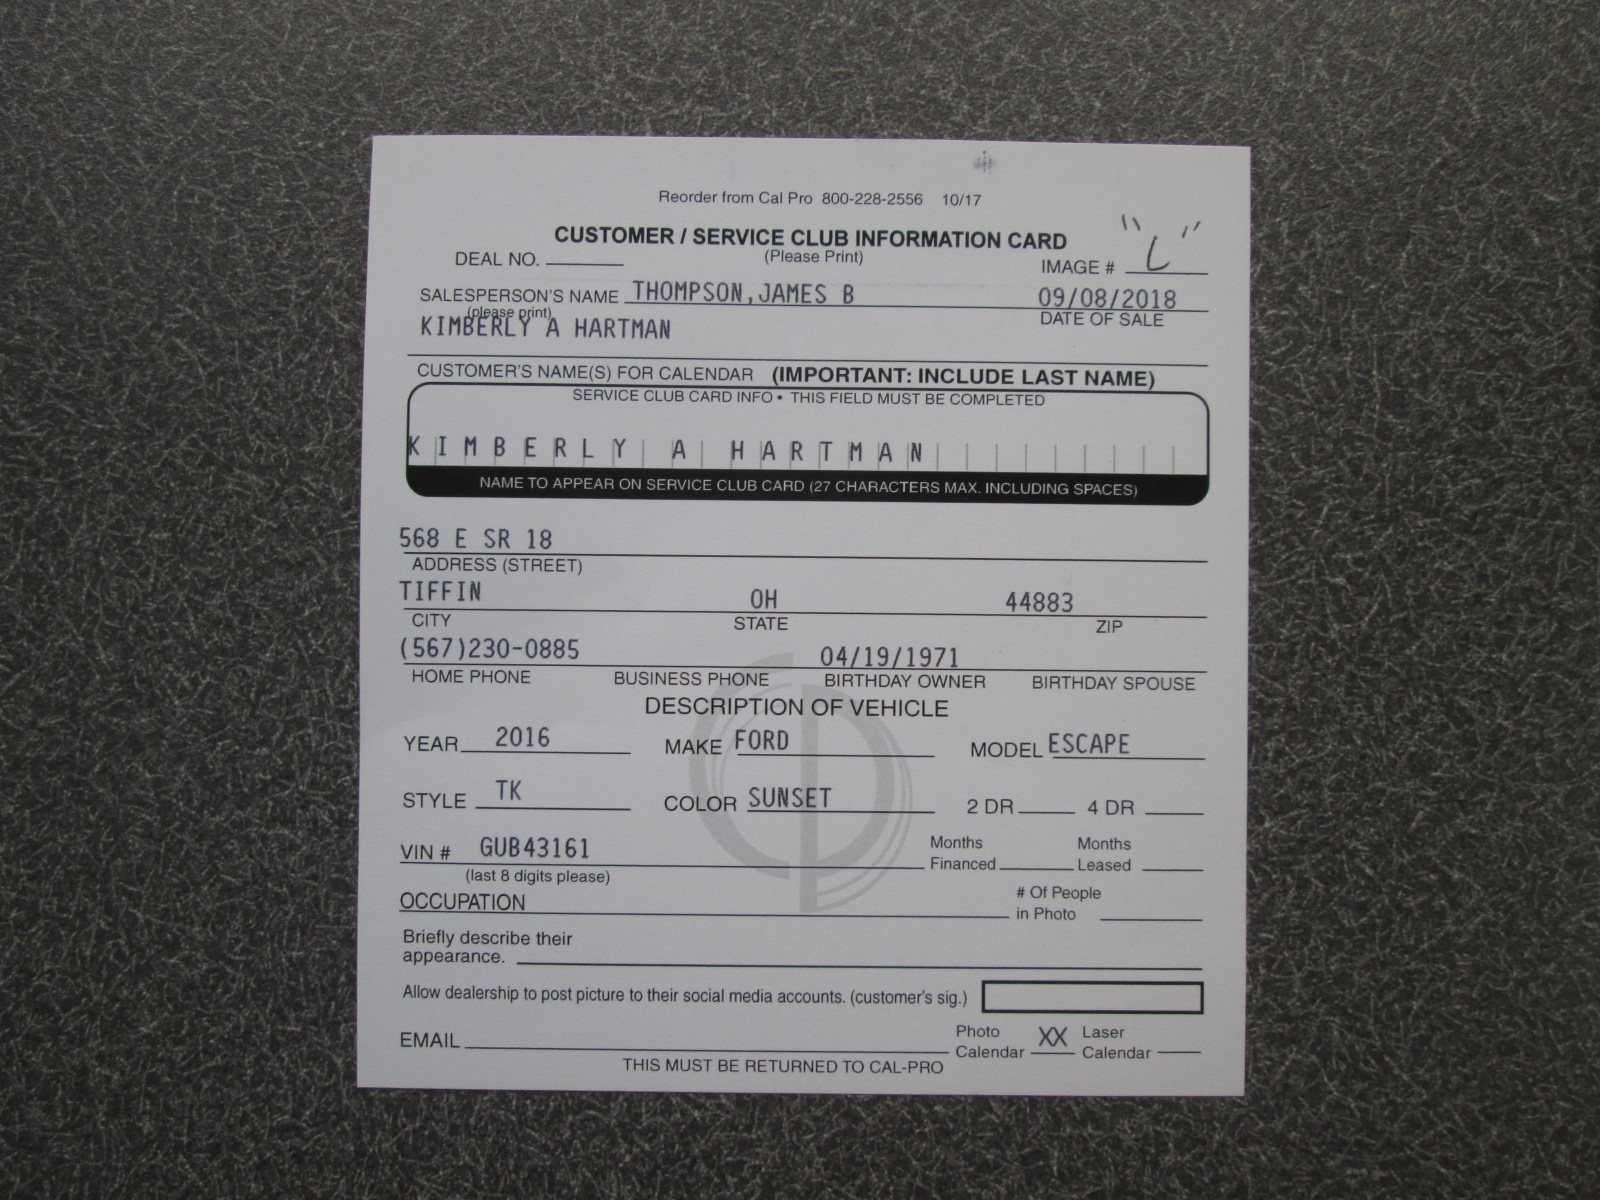 Reorder from Cal Pro 800-228-2556 10/17
CUSTOMER / SERVICE CLUB INFORMATION CARD
(Please Print)
DEAL NO. IMAGE # "L"
SALESPERSON'S NAME THOMPSON,JAMES B 09/08/2018
(please print) DATE OF SALE
KIMBERLY A HARTMAN
CUSTOMER'S NAME(S) FOR CALENDAR (IMPORTANT: INCLUDE LAST NAME)
SERVICE CLUB CARD INFO • THIS FIELD MUST BE COMPLETED
KIMBERLY A HARTMAN
NAME TO APPEAR ON SERVICE CLUB CARD (27 CHARACTERS MAX. INCLUDING SPACES)
568 E SR 18
ADDRESS (STREET)
TIFFIN OH 44883
CITY STATE ZIP
(567)230-0885 04/19/1971
HOME PHONE BUSINESS PHONE BIRTHDAY OWNER BIRTHDAY SPOUSE
DESCRIPTION OF VEHICLE
YEAR 2016 MAKE FORD MODEL ESCAPE
STYLE TK COLOR SUNSET 2 DR 4 DR
VIN # GUB43161 Months Financed Months Leased
(last 8 digits please)
OCCUPATION # Of People in Photo
Briefly describe their
appearance.
Allow dealership to post picture to their social media accounts. (customer's sig.)
EMAIL Photo Calendar XX Laser Calendar
THIS MUST BE RETURNED TO CAL-PRO